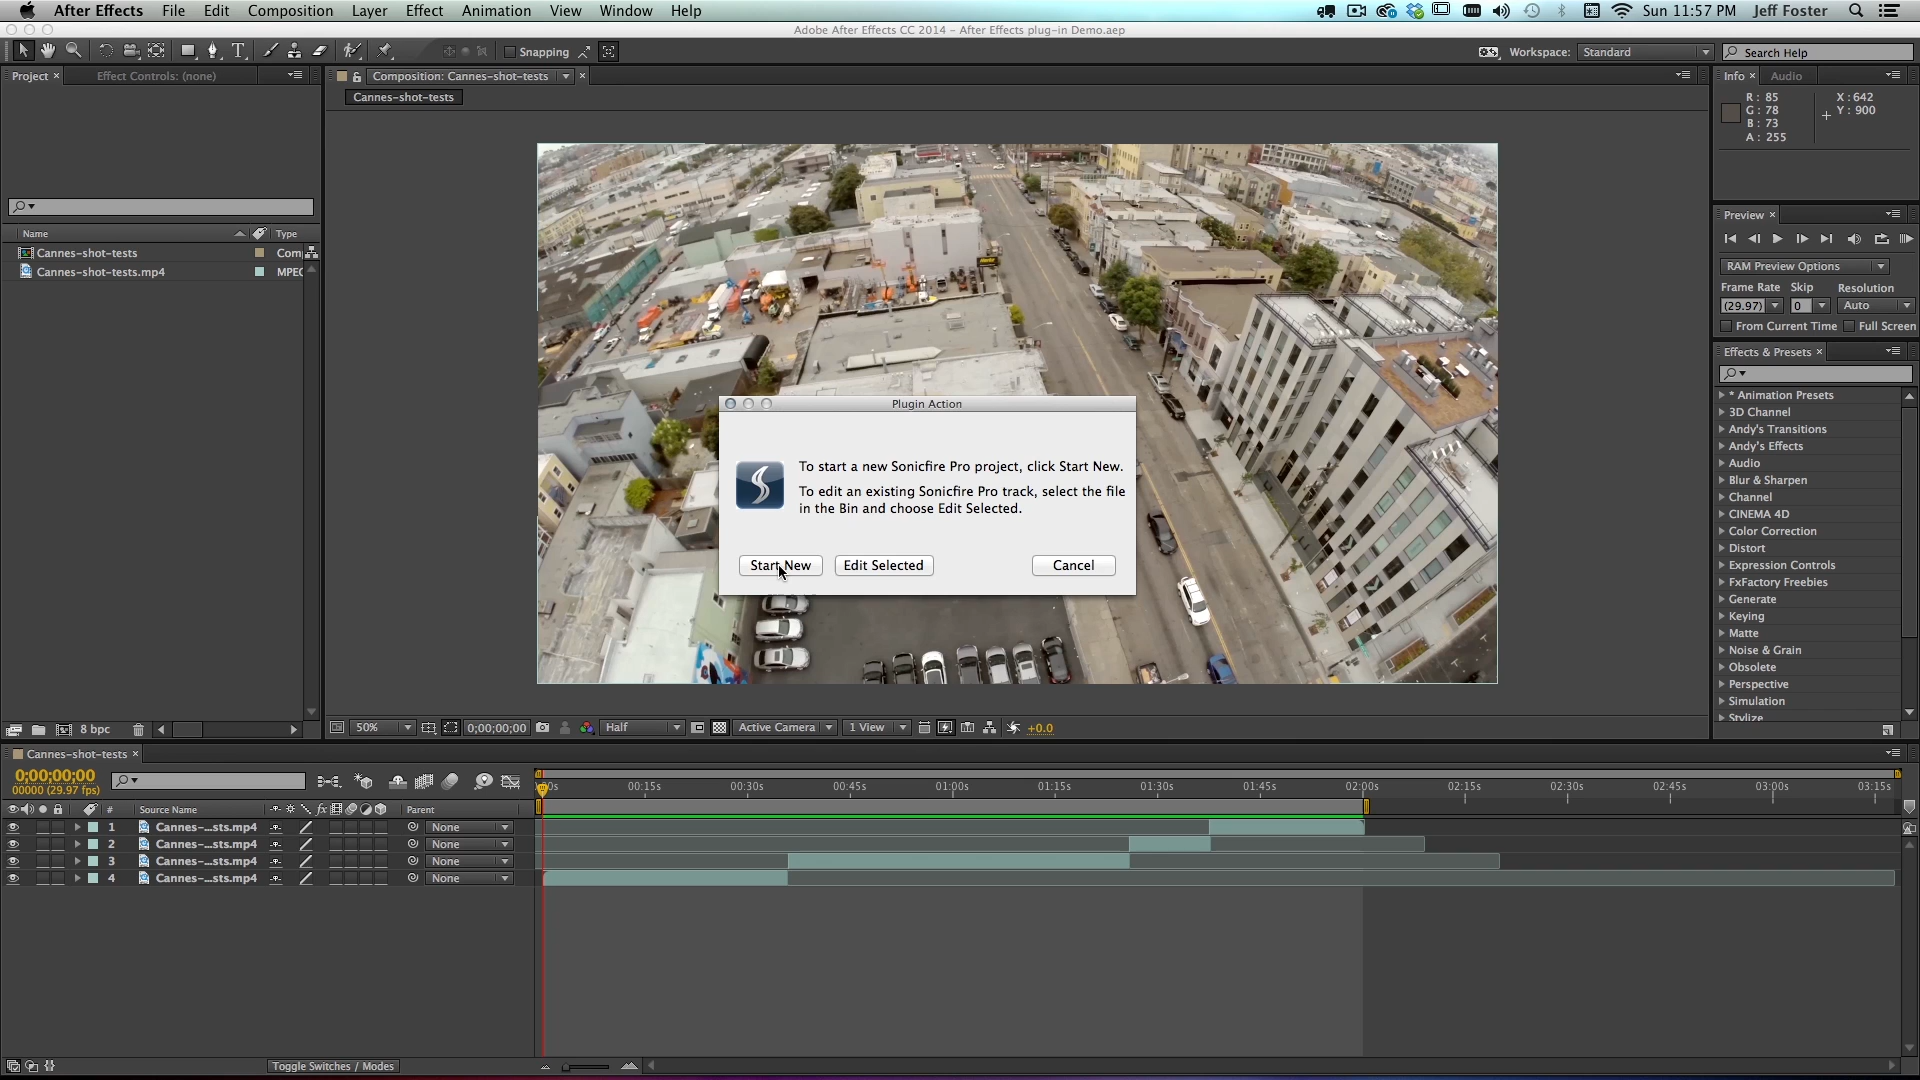 After Effects File Edit Composition Layer Effect Animation View Window Help
Sun 11:57 PM Jeff Foster
Adobe After Effects CC 2014 – After Effects plug-in Demo.aep
Snapping
Workspace: Standard
Search Help
Project × Effect Controls: (none)
Composition: Cannes-shot-tests ×
Cannes-shot-tests
Info × Audio
R: 85
G: 78
B: 73
A: 255
X: 642
Y: 900
Name Type
Cannes-shot-tests Com
Cannes-shot-tests.mp4 MPEG
8 bpc
Plugin Action
To start a new Sonicfire Pro project, click Start New.
To edit an existing Sonicfire Pro track, select the file
in the Bin and choose Edit Selected.
Start New Edit Selected Cancel
50% 0;00;00;00 Half Active Camera 1 View +0.0
Preview ×
RAM Preview Options
Frame Rate Skip Resolution
(29.97) 0 Auto
From Current Time Full Screen
Effects & Presets ×
* Animation Presets
3D Channel
Andy's Transitions
Andy's Effects
Audio
Blur & Sharpen
Channel
CINEMA 4D
Color Correction
Distort
Expression Controls
FxFactory Freebies
Generate
Keying
Matte
Noise & Grain
Obsolete
Perspective
Simulation
Stylize
Cannes-shot-tests ×
0;00;00;00
00000 (29.97 fps)
# Source Name fx Parent
00s 00:15s 00:30s 00:45s 01:00s 01:15s 01:30s 01:45s 02:00s 02:15s 02:30s 02:45s 03:00s 03:15s
1 Cannes-...sts.mp4 None
2 Cannes-...sts.mp4 None
3 Cannes-...sts.mp4 None
4 Cannes-...sts.mp4 None
Toggle Switches / Modes